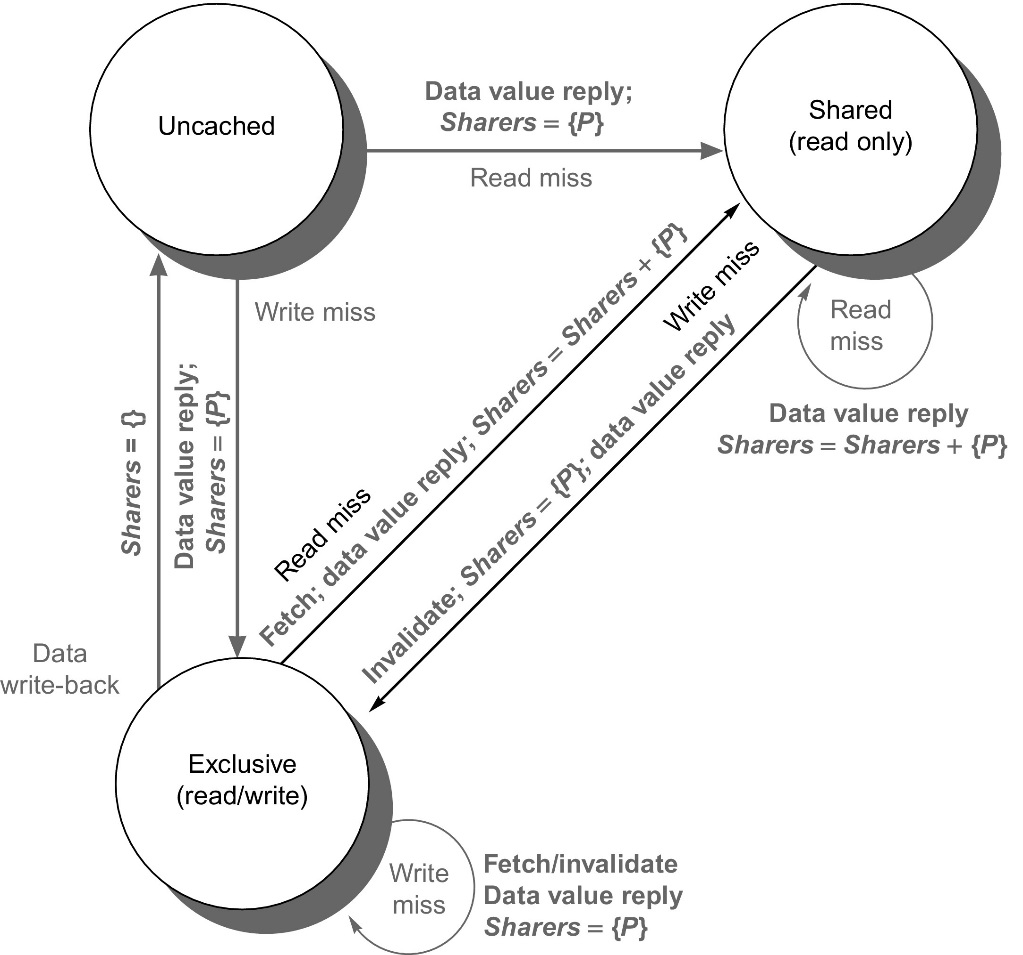 Uncached
Data value reply;
Sharers = {P}
Read miss
Shared
(read only)
Write miss
Sharers = {}
Data value reply;
Sharers = {P}
Read miss
Fetch; data value reply; Sharers = Sharers + {P}
Write miss
Invalidate; Sharers = {P}; data value reply
Read
miss
Data value reply
Sharers = Sharers + {P}
Data
write-back
Exclusive
(read/write)
Write
miss
Fetch/invalidate
Data value reply
Sharers = {P}